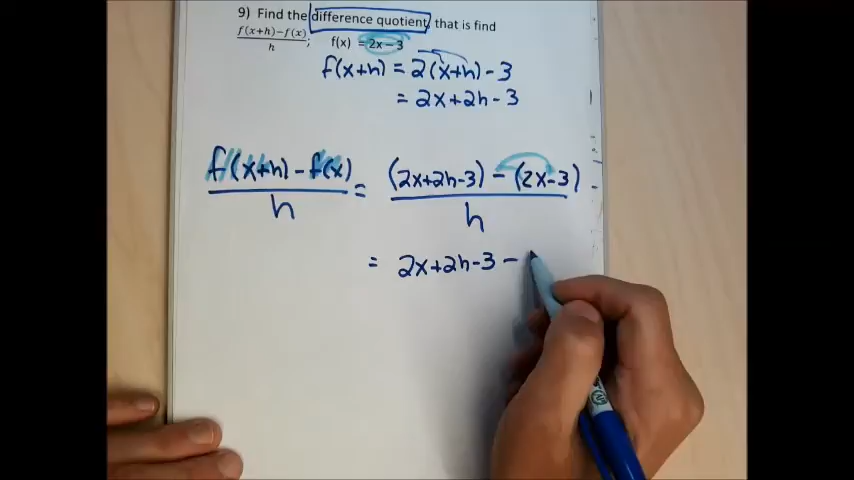 9) Find the difference quotient, that is find
f(x+h)−f(x)
h
; f(x) = 2x−3
f(x+h) = 2(x+h) - 3
= 2x+2h-3
f(x+h) - f(x) = (2x+2h-3) - (2x-3)
h h
= 2x+2h-3 -